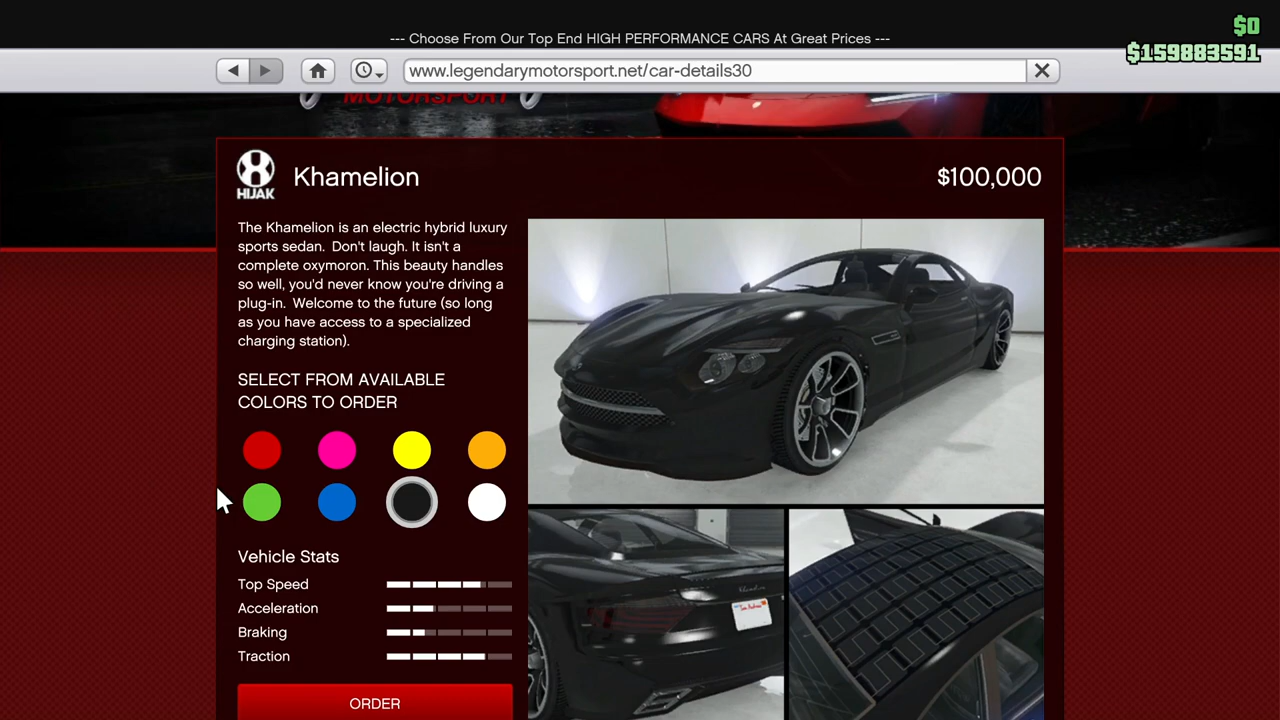 $0
--- Choose From Our Top End HIGH PERFORMANCE CARS At Great Prices ---
$159883591
www.legendarymotorsport.net/car-details30
MOTORSPORT
HIJAK
Khamelion
$100,000
The Khamelion is an electric hybrid luxury
sports sedan. Don't laugh. It isn't a
complete oxymoron. This beauty handles
so well, you'd never know you're driving a
plug-in. Welcome to the future (so long
as you have access to a specialized
charging station).
SELECT FROM AVAILABLE
COLORS TO ORDER
Vehicle Stats
Top Speed
Acceleration
Braking
Traction
ORDER